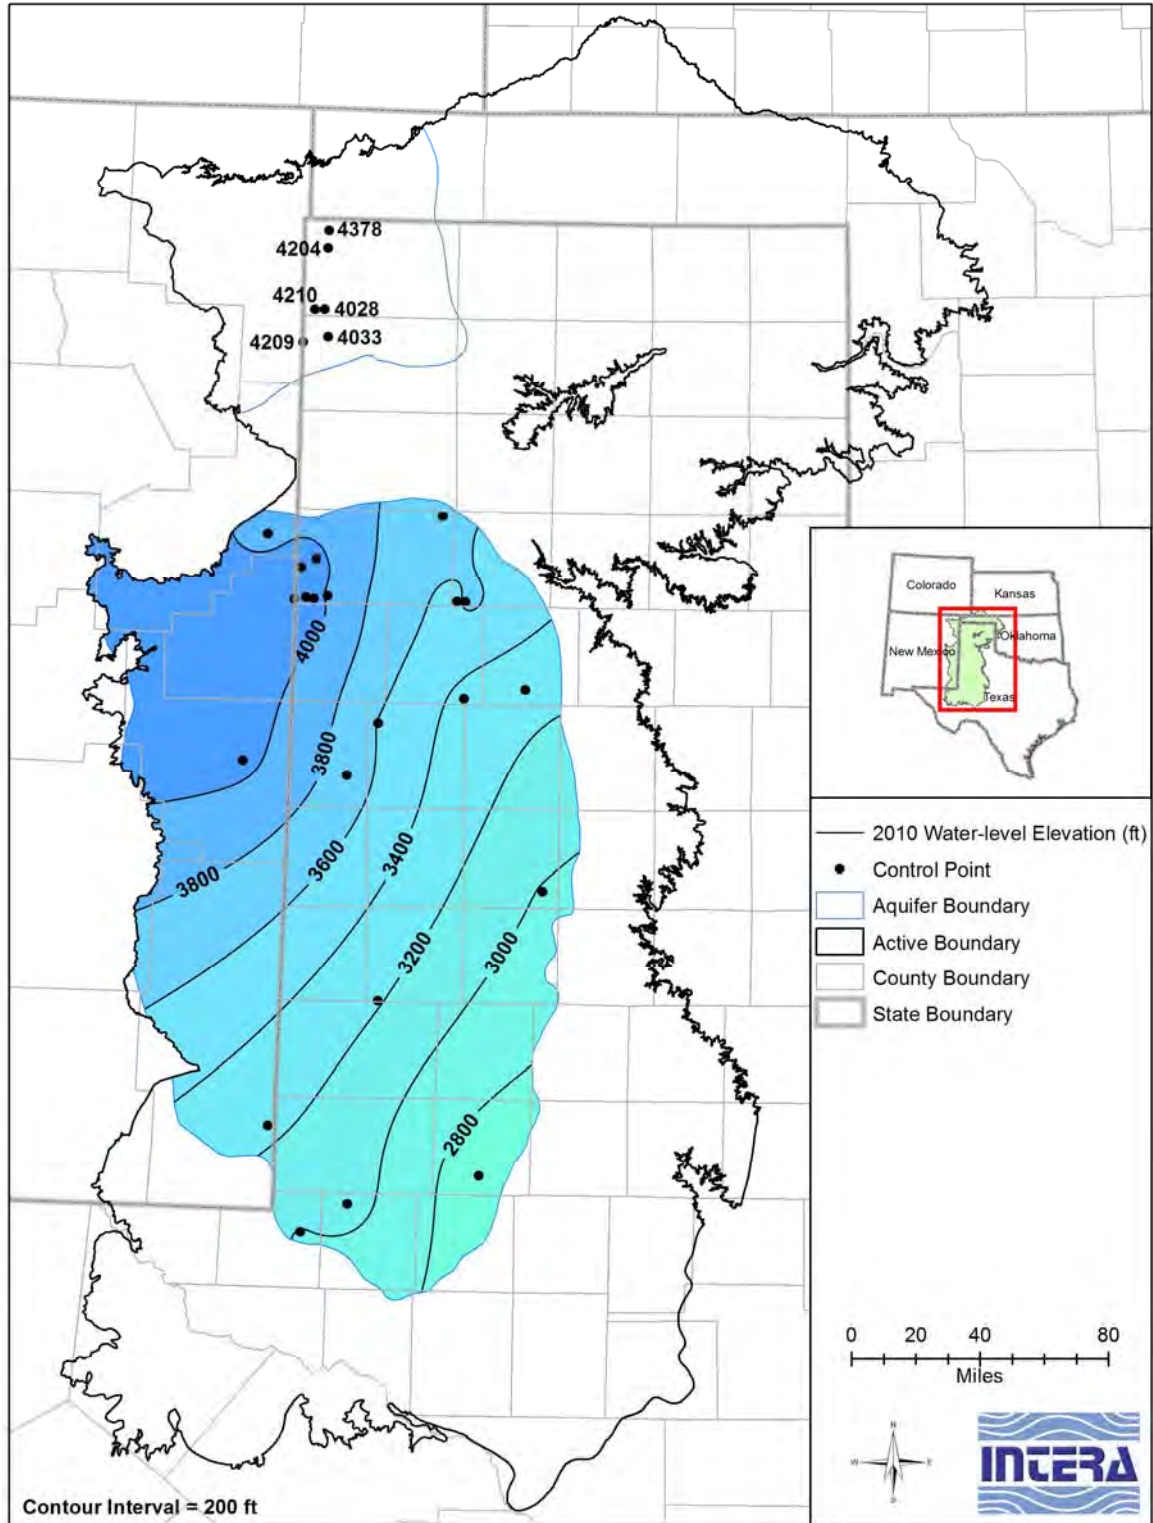 4378
4204
4210
4028
4209
4033
Colorado
Kansas
New Mexico
Oklahoma
Texas
4000
3800
3800
3600
3400
3200
3000
2800
2010 Water-level Elevation (ft)
Control Point
Aquifer Boundary
Active Boundary
County Boundary
State Boundary
0 20 40 80
Miles
N
W E
S
INTERA
Contour Interval = 200 ft